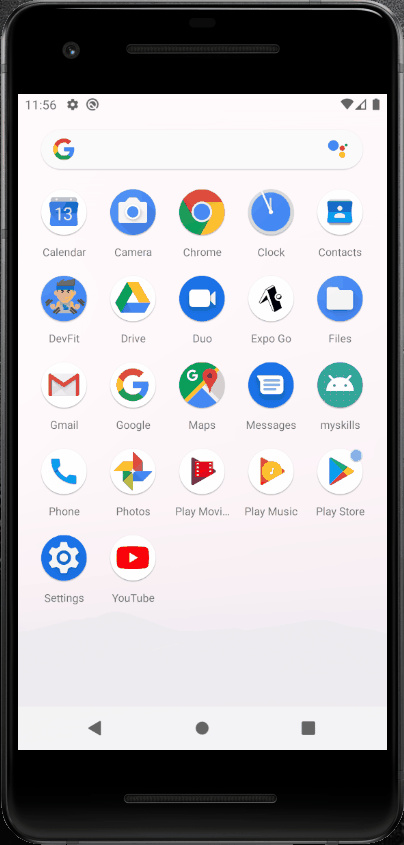 11:56
13
Calendar Camera Chrome Clock Contacts
DevFit Drive Duo Expo Go Files
Gmail Google Maps Messages myskills
Phone Photos Play Movi... Play Music Play Store
Settings YouTube